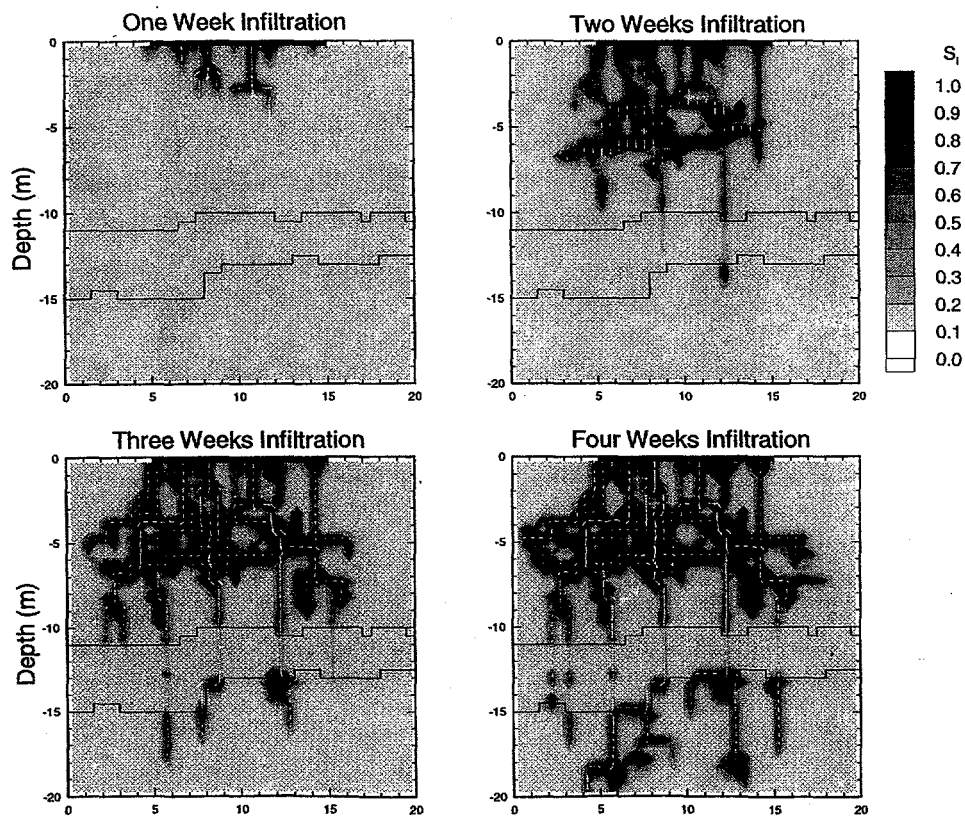 One Week Infiltration
Two Weeks Infiltration
Depth (m)
0
-5
-10
-15
-20
0 5 10 15 20
0
-5
-10
-15
-20
0 5 10 15 20
S_l
1.0
0.9
0.8
0.7
0.6
0.5
0.4
0.3
0.2
0.1
0.0
Three Weeks Infiltration
Four Weeks Infiltration
Depth (m)
0
-5
-10
-15
-20
0 5 10 15 20
0
-5
-10
-15
-20
0 5 10 15 20